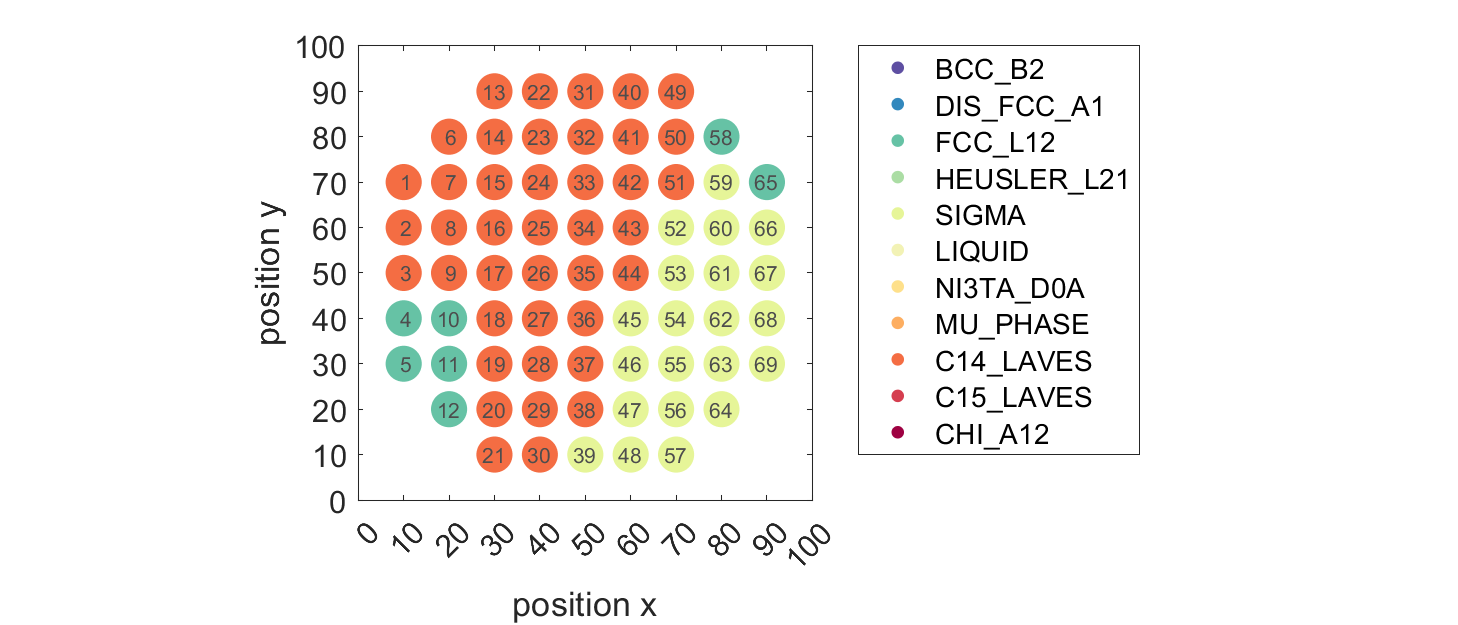 100
90
80
70
60
50
40
30
20
10
0
position y
13 22 31 40 49
6 14 23 32 41 50 58
1 7 15 24 33 42 51 59 65
2 8 16 25 34 43 52 60 66
3 9 17 26 35 44 53 61 67
4 10 18 27 36 45 54 62 68
5 11 19 28 37 46 55 63 69
12 20 29 38 47 56 64
21 30 39 48 57
0 10 20 30 40 50 60 70 80 90 100
position x
BCC_B2
DIS_FCC_A1
FCC_L12
HEUSLER_L21
SIGMA
LIQUID
NI3TA_D0A
MU_PHASE
C14_LAVES
C15_LAVES
CHI_A12